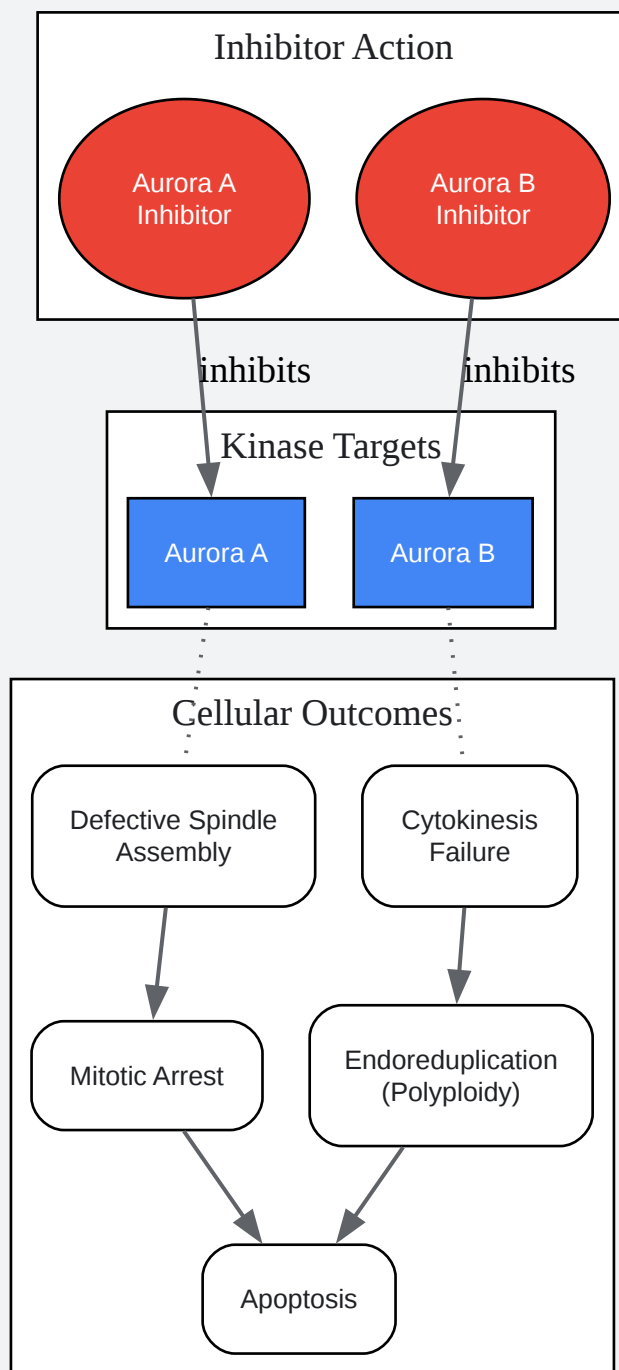 Inhibitor Action
Aurora A
Inhibitor
Aurora B
Inhibitor
inhibits
inhibits
Kinase Targets
Aurora A
Aurora B
Cellular Outcomes
Defective Spindle
Assembly
Cytokinesis
Failure
Mitotic Arrest
Endoreduplication
(Polyploidy)
Apoptosis